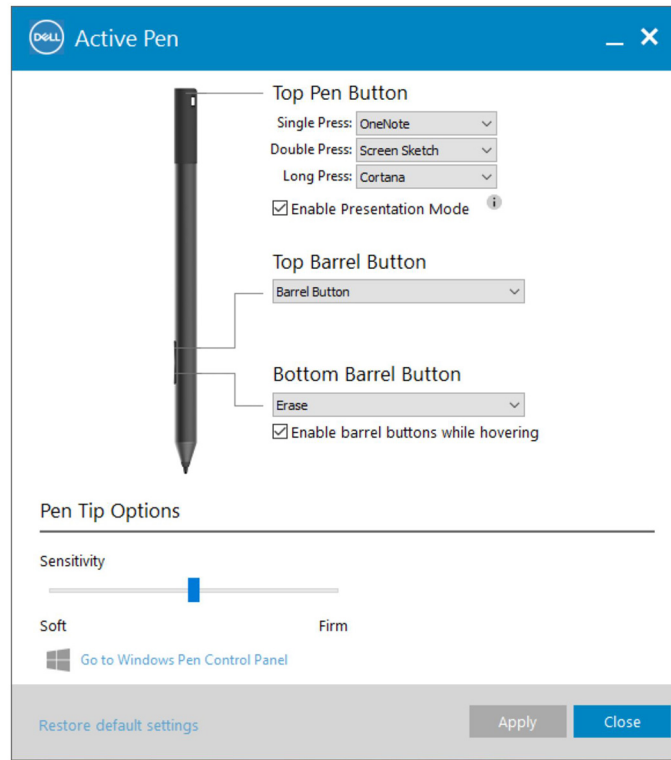 DELL
Active Pen
Top Pen Button
Single Press: OneNote
Double Press: Screen Sketch
Long Press: Cortana
Enable Presentation Mode i
Top Barrel Button
Barrel Button
Bottom Barrel Button
Erase
Enable barrel buttons while hovering
Pen Tip Options
Sensitivity
Soft Firm
Go to Windows Pen Control Panel
Restore default settings Apply Close